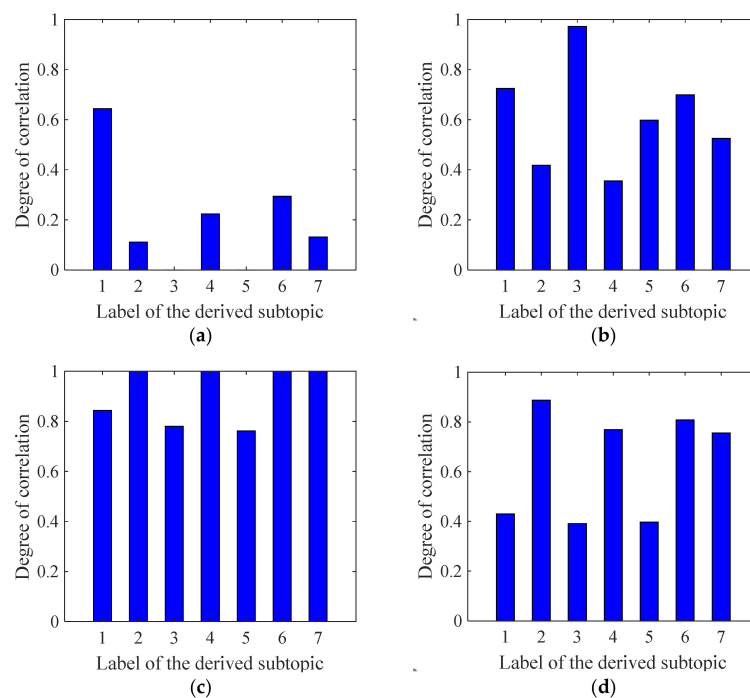 1
0.8
0.6
0.4
0.2
0
Degree of correlation
1 2 3 4 5 6 7
Label of the derived subtopic
(a)
1
0.8
0.6
0.4
0.2
0
Degree of correlation
1 2 3 4 5 6 7
Label of the derived subtopic
(b)
1
0.8
0.6
0.4
0.2
0
Degree of correlation
1 2 3 4 5 6 7
Label of the derived subtopic
(c)
1
0.8
0.6
0.4
0.2
0
Degree of correlation
1 2 3 4 5 6 7
Label of the derived subtopic
(d)